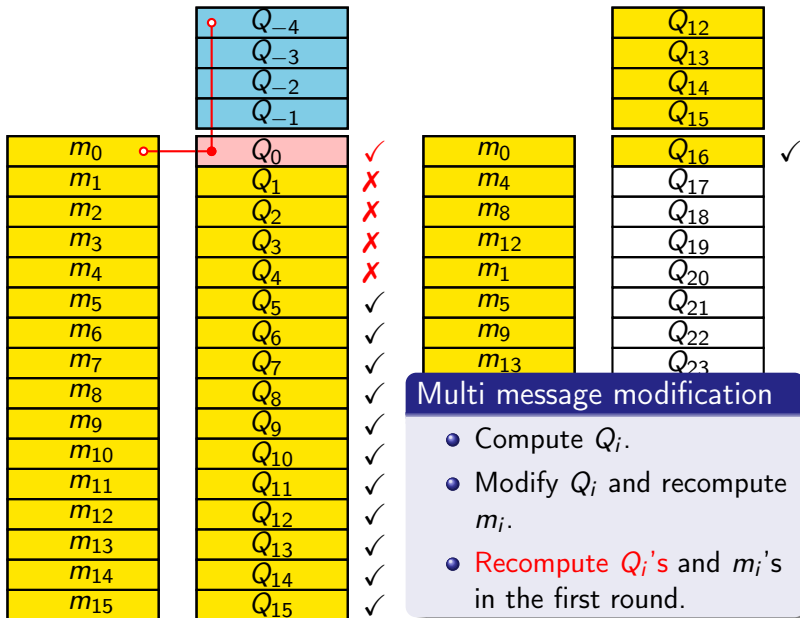 Q₋₄
Q₋₃
Q₋₂
Q₋₁
m₀ Q₀ ✓
m₁ Q₁ ✗
m₂ Q₂ ✗
m₃ Q₃ ✗
m₄ Q₄ ✗
m₅ Q₅ ✓
m₆ Q₆ ✓
m₇ Q₇ ✓
m₈ Q₈ ✓
m₉ Q₉ ✓
m₁₀ Q₁₀ ✓
m₁₁ Q₁₁ ✓
m₁₂ Q₁₂ ✓
m₁₃ Q₁₃ ✓
m₁₄ Q₁₄ ✓
m₁₅ Q₁₅ ✓
Q₁₂
Q₁₃
Q₁₄
Q₁₅
m₀ Q₁₆ ✓
m₄ Q₁₇
m₈ Q₁₈
m₁₂ Q₁₉
m₁ Q₂₀
m₅ Q₂₁
m₉ Q₂₂
m₁₃ Q₂₃
Multi message modification
Compute Qᵢ.
Modify Qᵢ and recompute
mᵢ.
Recompute Qᵢ's and mᵢ's
in the first round.